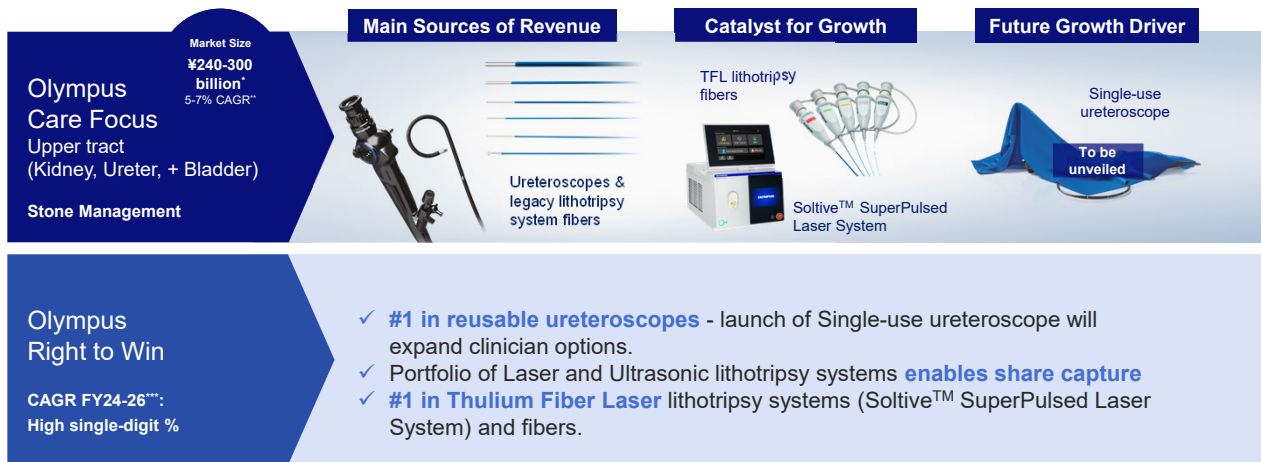 Main Sources of Revenue
Catalyst for Growth
Future Growth Driver
Market Size
¥240-300
billion*
5-7% CAGR**
Olympus
Care Focus
Upper tract
(Kidney, Ureter, + Bladder)
Stone Management
Ureteroscopes &
legacy lithotripsy
system fibers
TFL lithotripsy
fibers
OLYMPUS
Soltive™ SuperPulsed
Laser System
Single-use
ureteroscope
To be
unveiled
Olympus
Right to Win
CAGR FY24-26***:
High single-digit %
✓ #1 in reusable ureteroscopes - launch of Single-use ureteroscope will
expand clinician options.
✓ Portfolio of Laser and Ultrasonic lithotripsy systems enables share capture
✓ #1 in Thulium Fiber Laser lithotripsy systems (Soltive™ SuperPulsed Laser
System) and fibers.